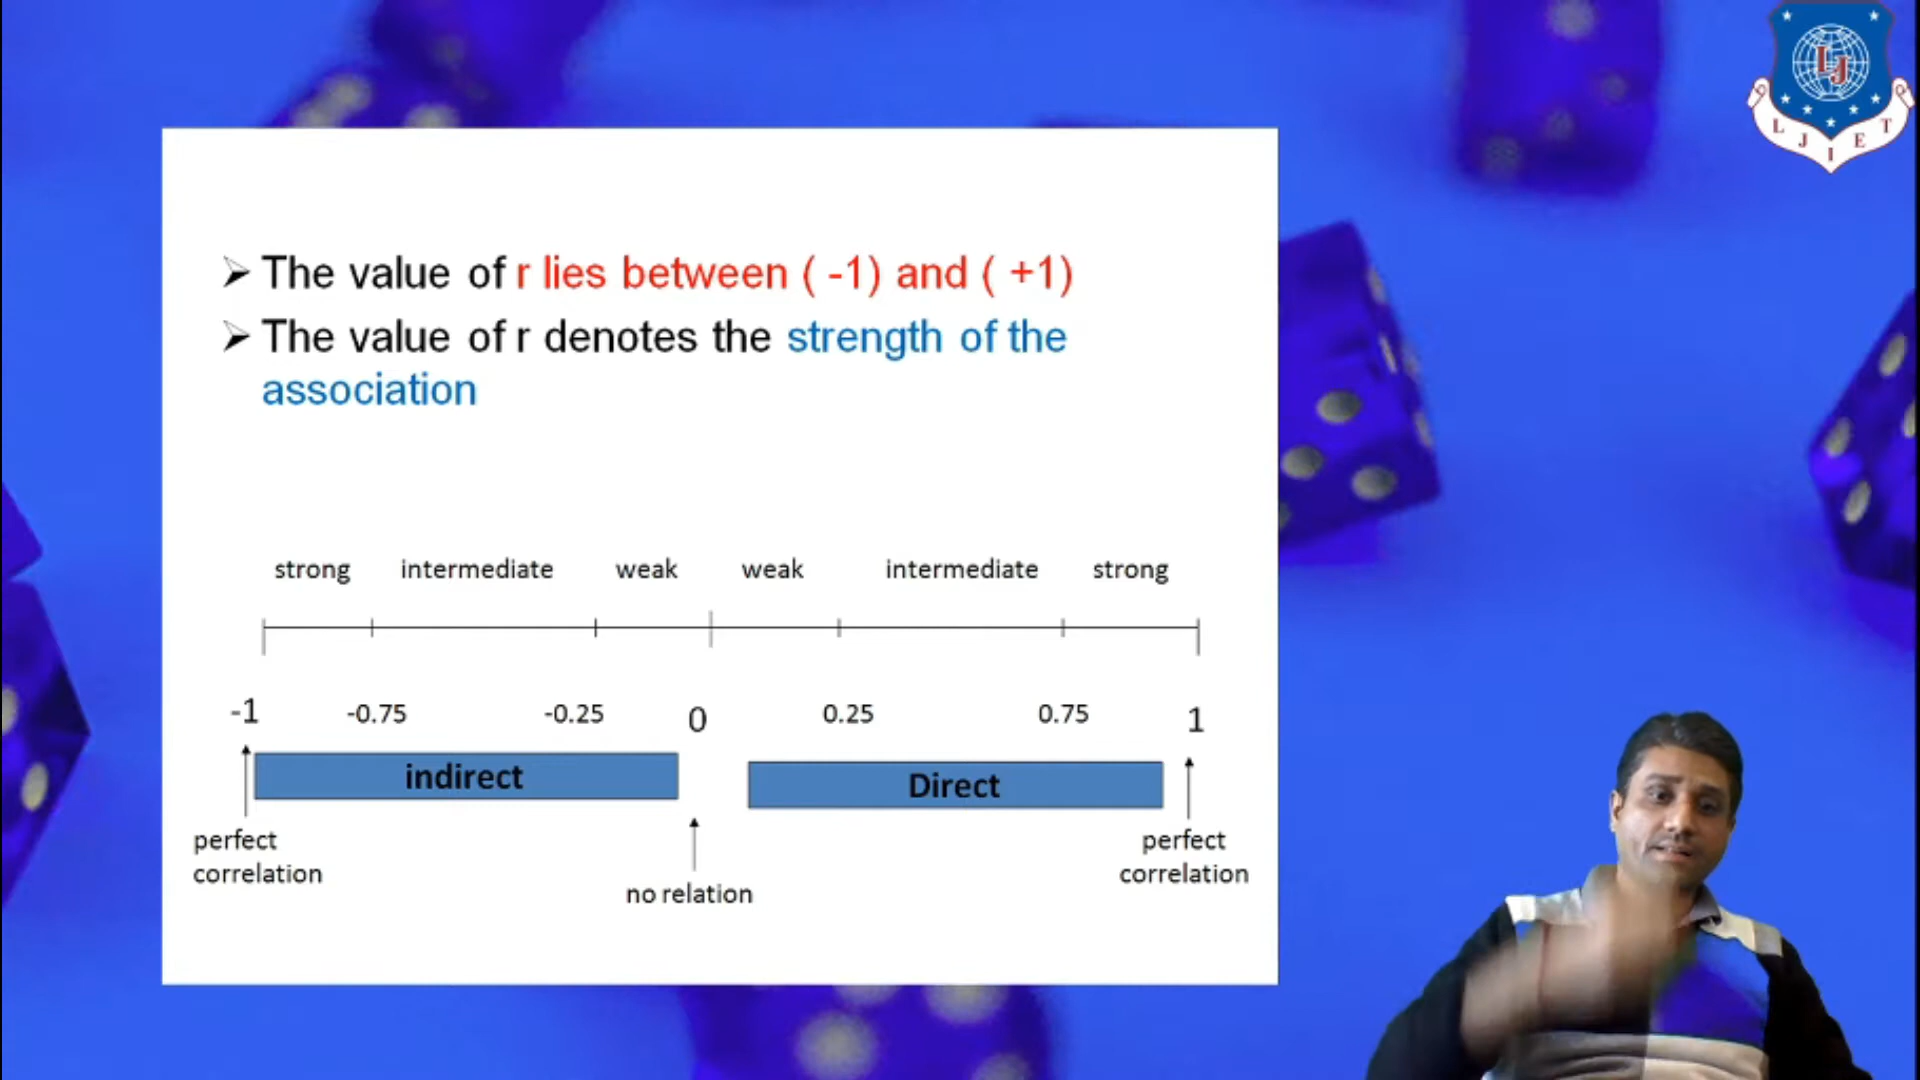 The value of r lies between ( -1) and ( +1)
The value of r denotes the strength of the
association
strong intermediate weak weak intermediate strong
-1 -0.75 -0.25 0 0.25 0.75 1
indirect Direct
perfect
correlation
no relation
perfect
correlation
LJ
L J I E T